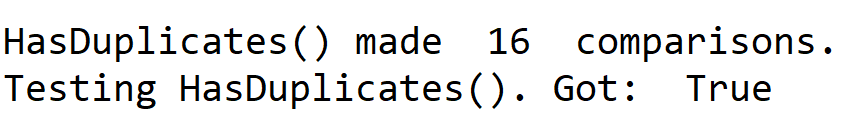 HasDuplicates() made  16  comparisons.
Testing HasDuplicates(). Got:  True